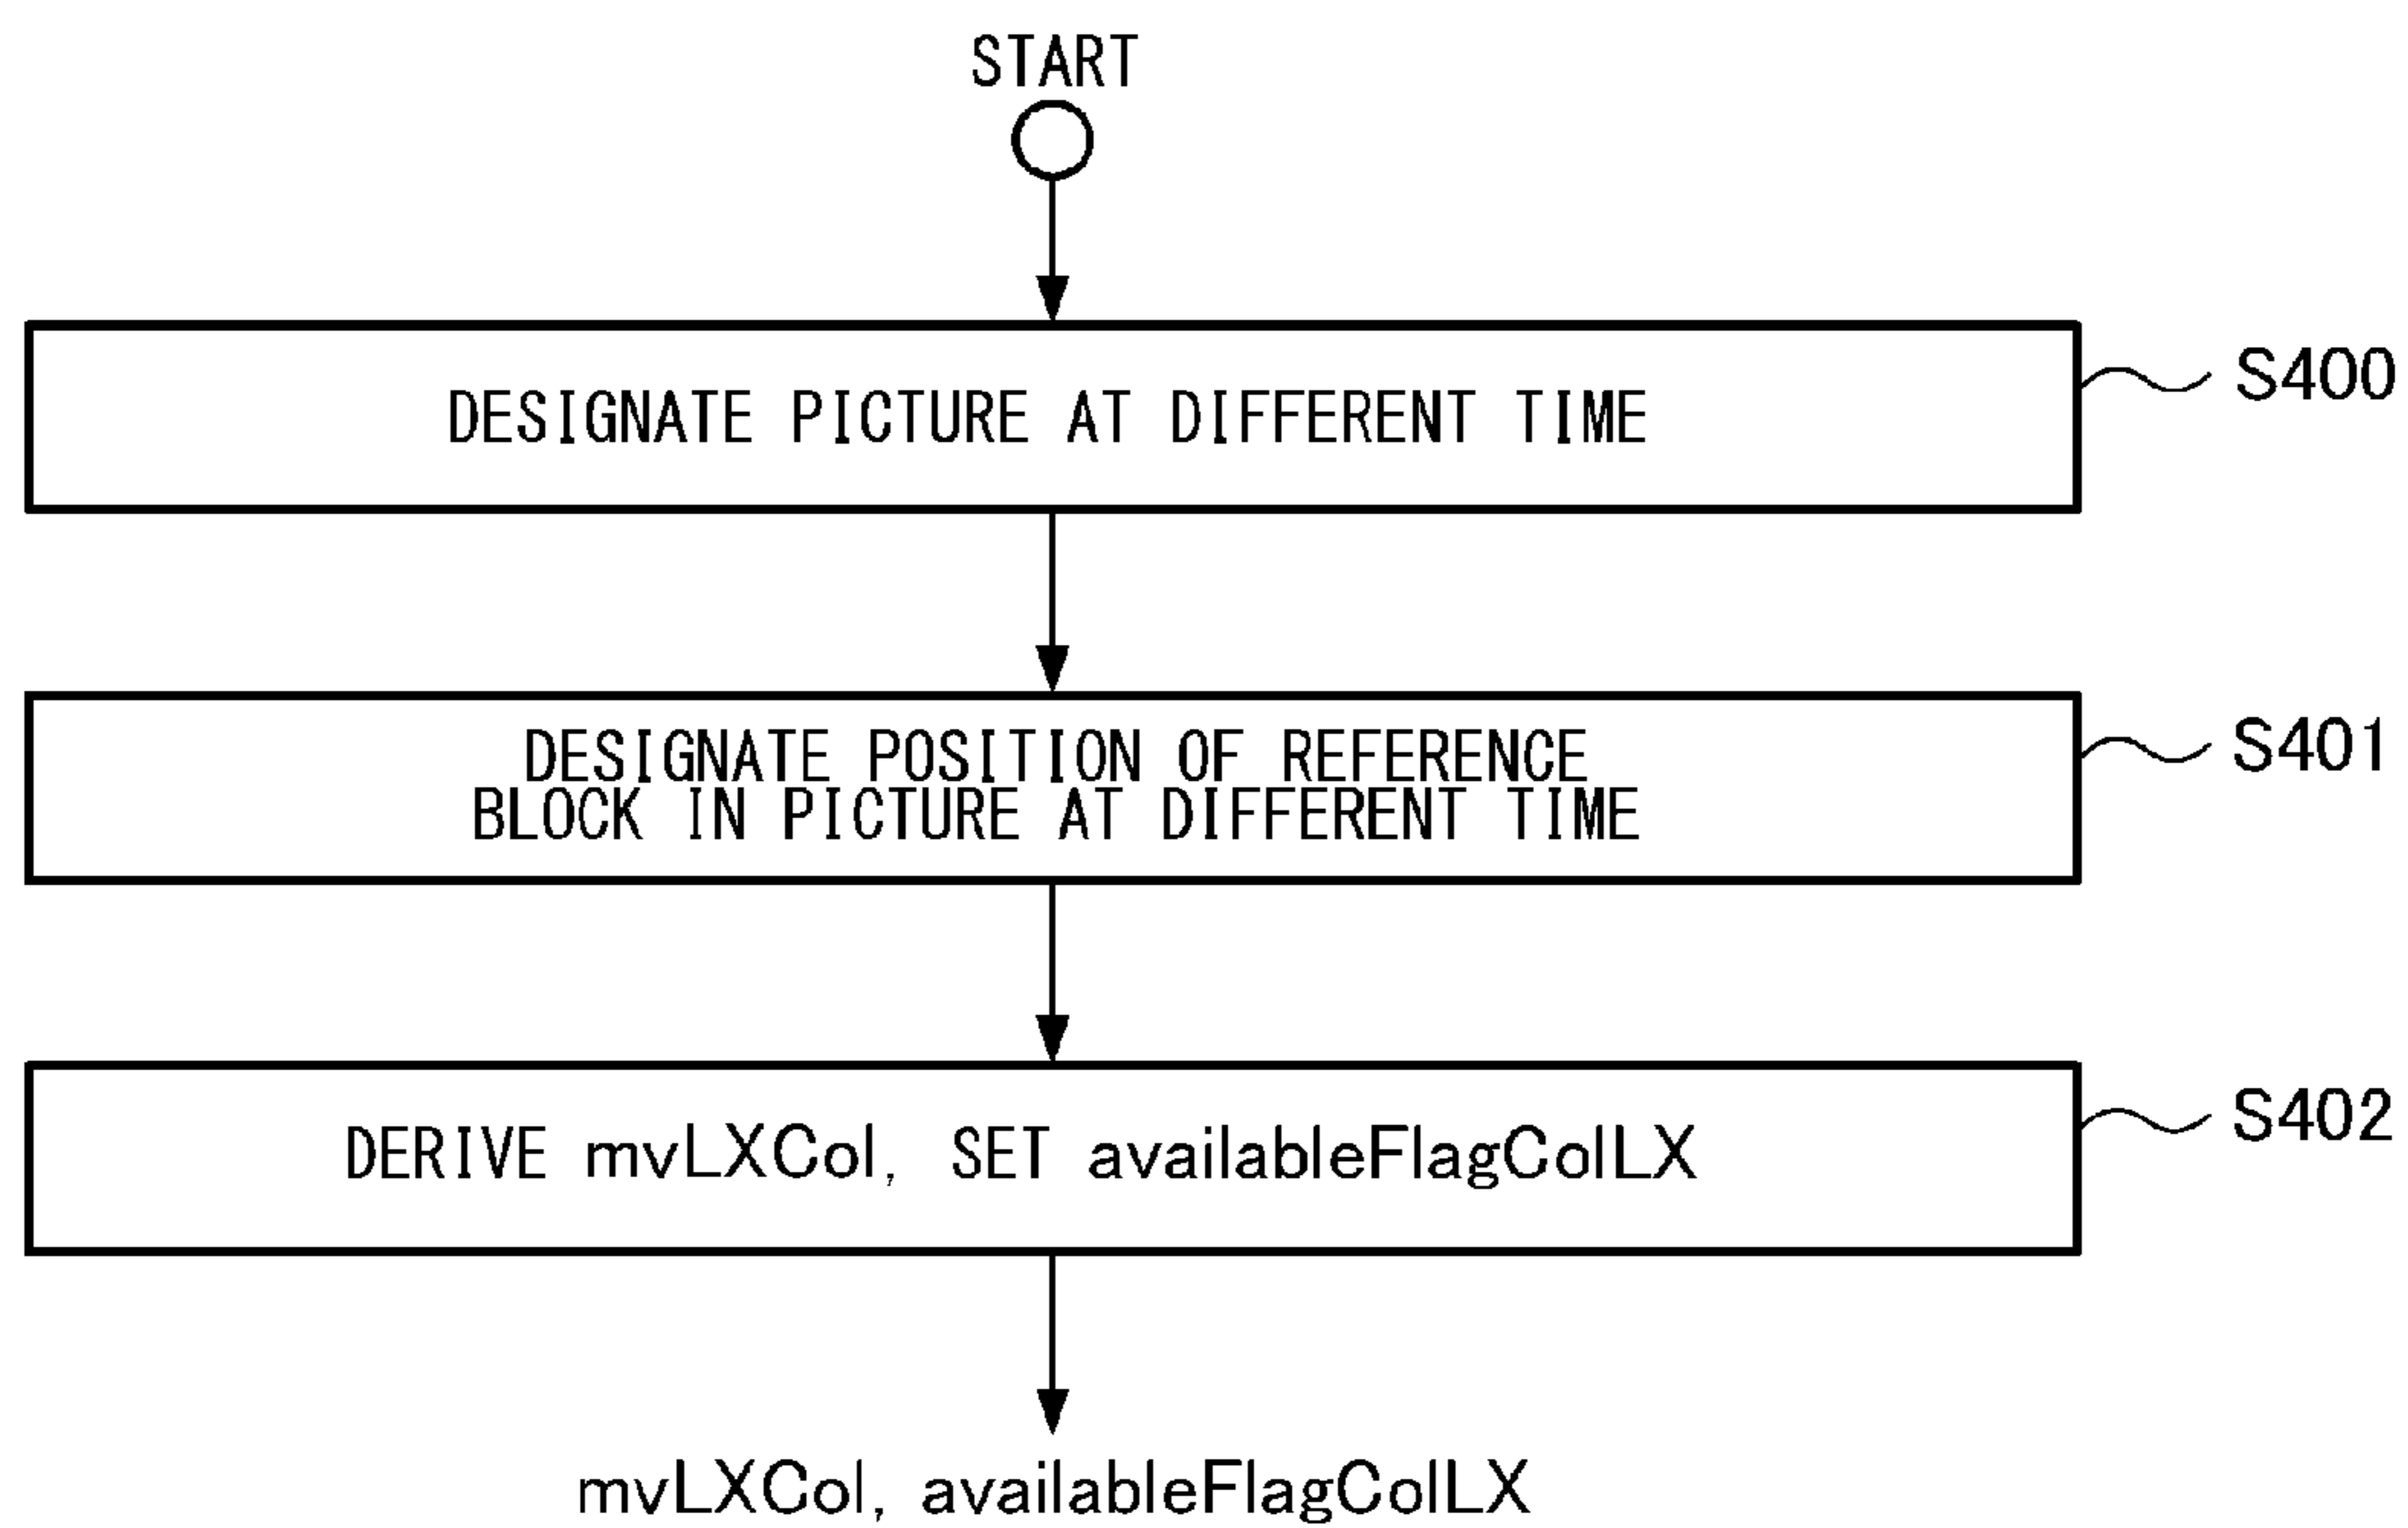 START
DESIGNATE PICTURE AT DIFFERENT TIME
S400
DESIGNATE POSITION OF REFERENCE
BLOCK IN PICTURE AT DIFFERENT TIME
S401
DERIVE mvLXCol, SET availableFlagColLX
S402
mvLXCol, availableFlagColLX